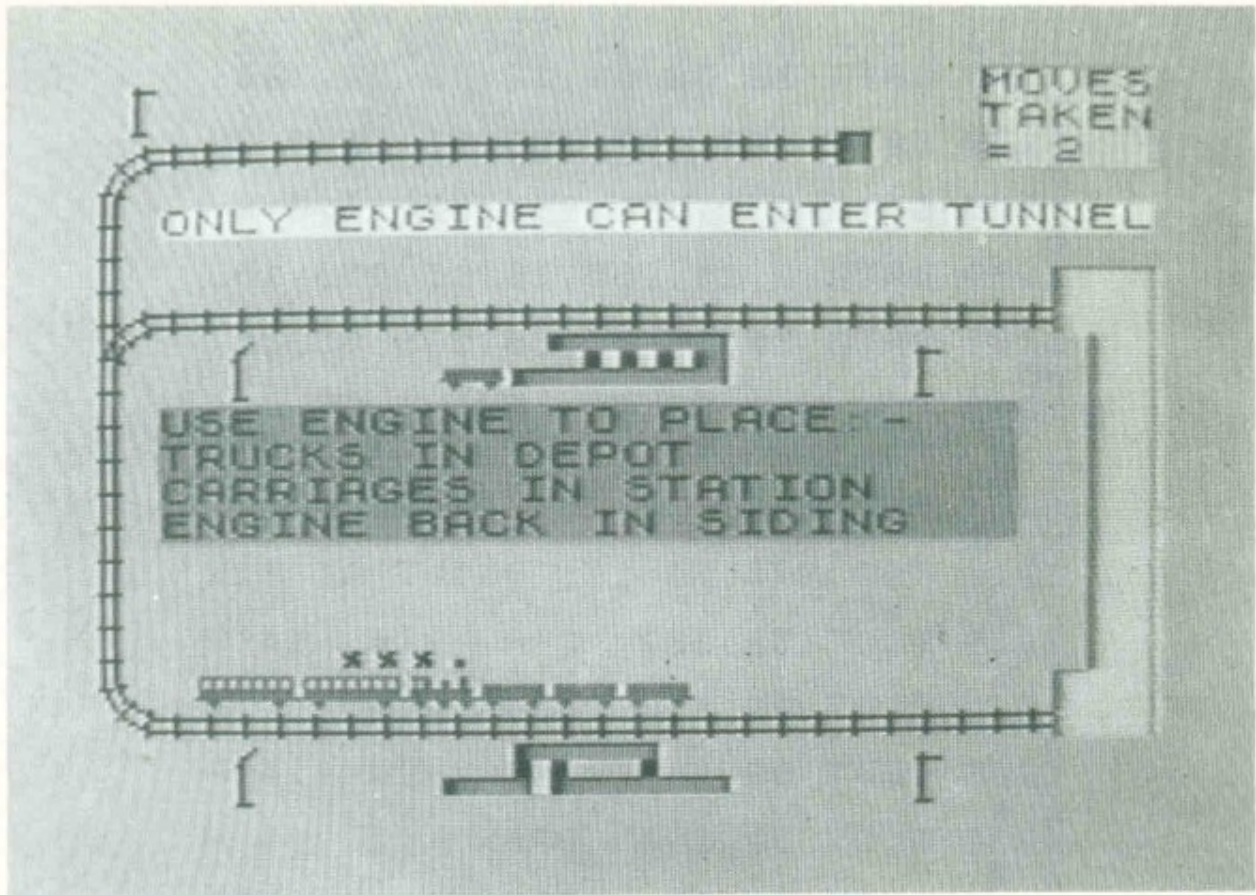 MOVES
TAKEN
= 2
ONLY ENGINE CAN ENTER TUNNEL
USE ENGINE TO PLACE:-
TRUCKS IN DEPOT
CARRIAGES IN STATION
ENGINE BACK IN SIDING